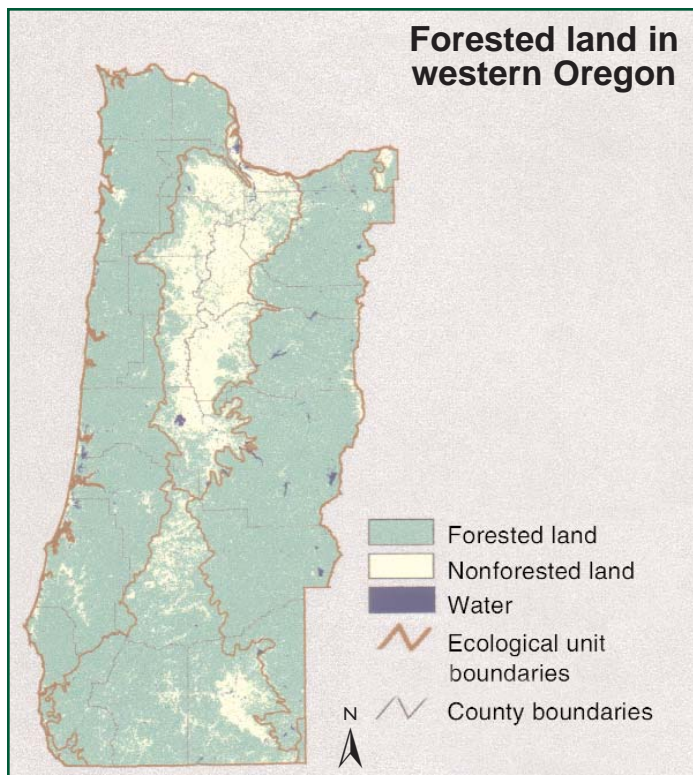 Forested land in
western Oregon
Forested land
Nonforested land
Water
Ecological unit
boundaries
County boundaries
N